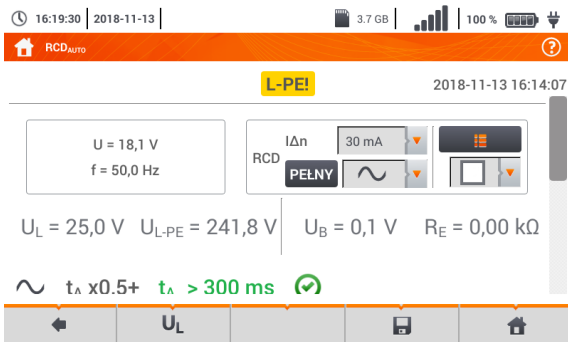 16:19:30 2018-11-13 3.7 GB 100 %
RCDAUTO ?
L-PE! 2018-11-13 16:14:07
U = 18,1 V
f = 50,0 Hz
RCD IΔn 30 mA
PEŁNY
UL = 25,0 V UL-PE = 241,8 V UB = 0,1 V RE = 0,00 kΩ
tA x0.5+ tA > 300 ms
UL